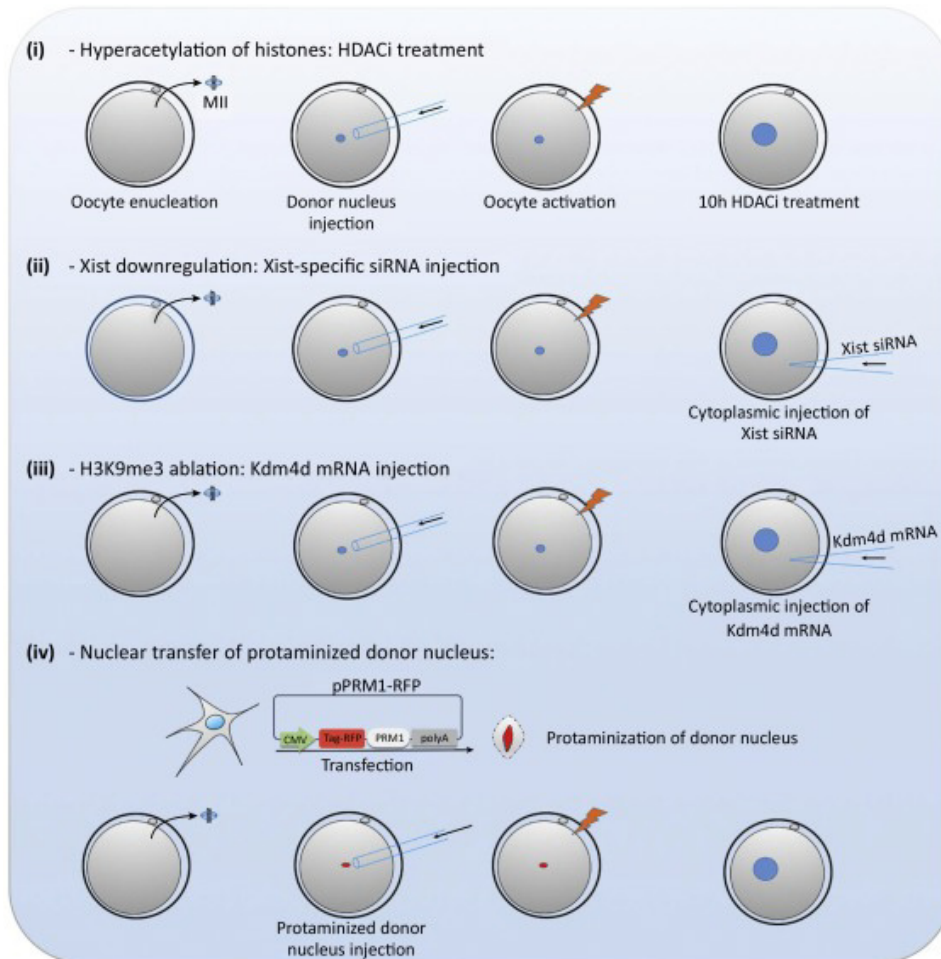 (i) - Hyperacetylation of histones: HDACi treatment
MII
Oocyte enucleation
Donor nucleus
injection
Oocyte activation
10h HDACi treatment
(ii) - Xist downregulation: Xist-specific siRNA injection
Xist siRNA
Cytoplasmic injection of
Xist siRNA
(iii) - H3K9me3 ablation: Kdm4d mRNA injection
Kdm4d mRNA
Cytoplasmic injection of
Kdm4d mRNA
(iv) - Nuclear transfer of protaminized donor nucleus:
pPRM1-RFP
CMV Tag-RFP PRM1 polyA
Transfection
Protaminization of donor nucleus
Protaminized donor
nucleus injection